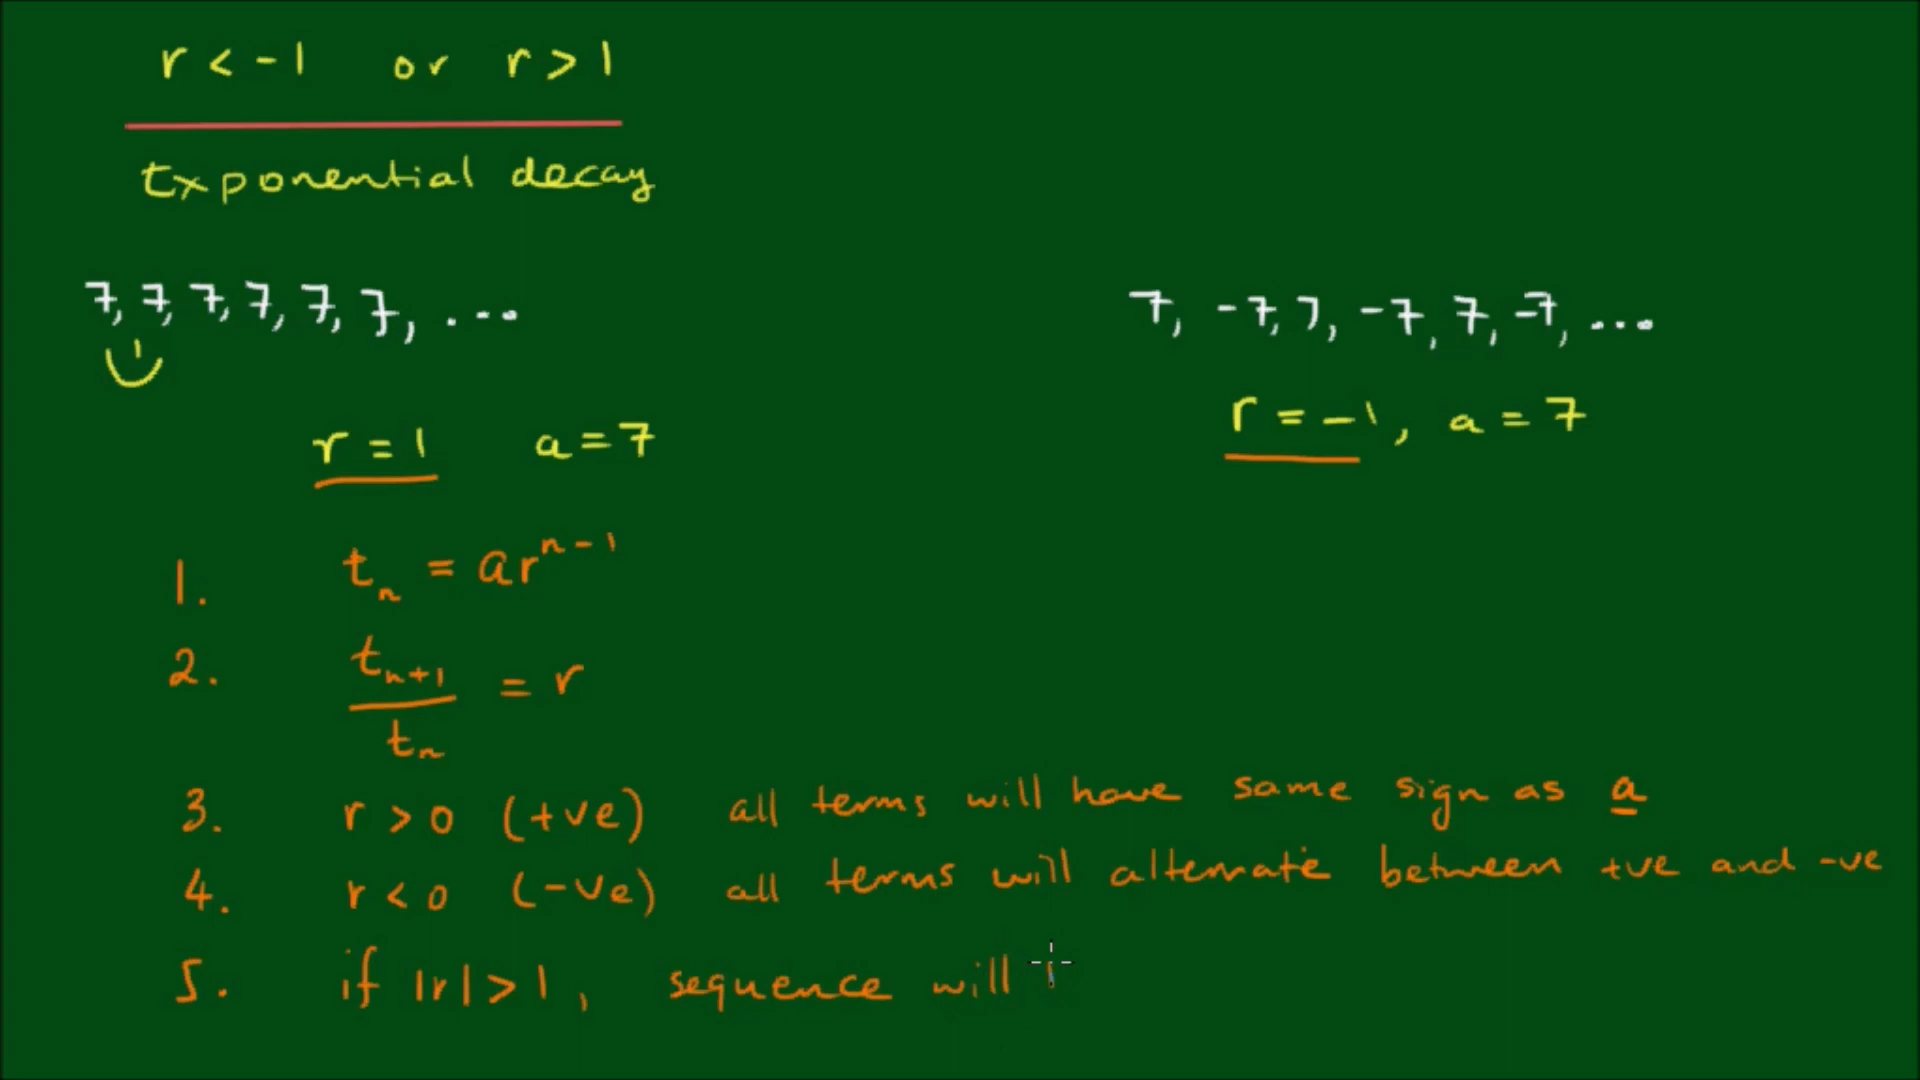 r < -1 or r > 1
Exponential decay
7, 7, 7, 7, 7, 7, ...
7, -7, 7, -7, 7, -7, ...
r = 1 a = 7
r = -1, a = 7
1. tₙ = arⁿ⁻¹
2. tₙ₊₁ / tₙ = r
3. r > 0 (+ve) all terms will have same sign as a
4. r < 0 (-ve) all terms will alternate between +ve and -ve
5. if |r| > 1, sequence will